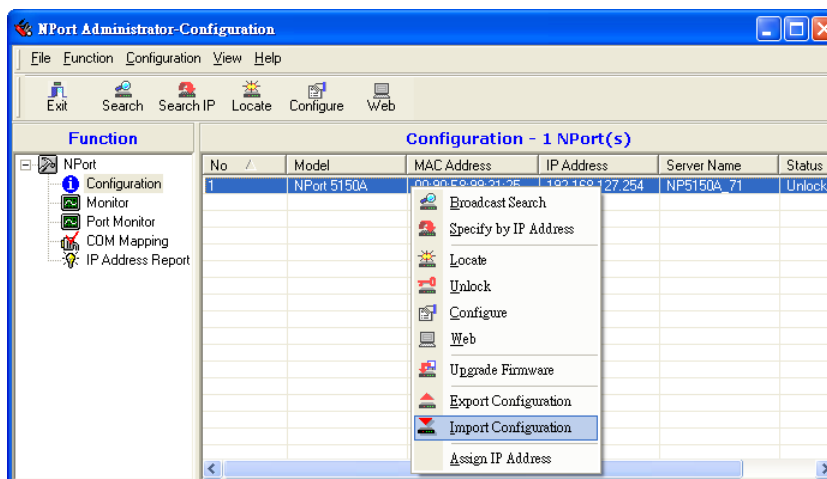 NPort Administrator-Configuration
File Function Configuration View Help
Exit Search Search IP Locate Configure Web
Function
Configuration - 1 NPort(s)
NPort
Configuration
Monitor
Port Monitor
COM Mapping
IP Address Report
No Model MAC Address IP Address Server Name Status
1 NPort 5150A 192.168.127.254 NP5150A_71 Unlock
Broadcast Search
Specify by IP Address
Locate
Unlock
Configure
Web
Upgrade Firmware
Export Configuration
Import Configuration
Assign IP Address